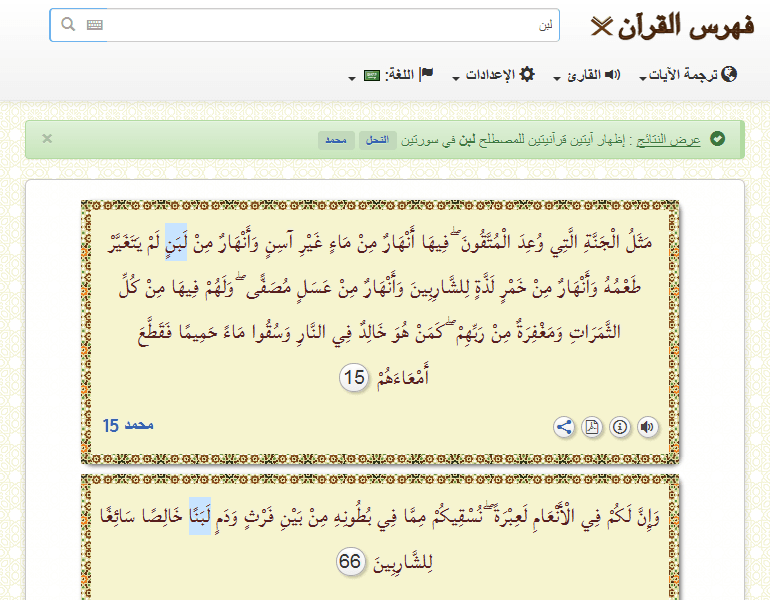 فهرس القرآن
لبن
ترجمة الآيات
القارئ
الإعدادات
اللغة:
عرض النتائج : إظهار آيتين قرآنيتين للمصطلح لبن في سورتين النحل محمد ×
مَثَلُ الْجَنَّةِ الَّتِي وُعِدَ الْمُتَّقُونَ ۖ فِيهَا أَنْهَارٌ مِنْ مَاءٍ غَيْرِ آسِنٍ وَأَنْهَارٌ مِنْ لَبَنٍ لَمْ يَتَغَيَّرْ
طَعْمُهُ وَأَنْهَارٌ مِنْ خَمْرٍ لَذَّةٍ لِلشَّارِبِينَ وَأَنْهَارٌ مِنْ عَسَلٍ مُصَفًّى ۖ وَلَهُمْ فِيهَا مِنْ كُلِّ
الثَّمَرَاتِ وَمَغْفِرَةٌ مِنْ رَبِّهِمْ ۖ كَمَنْ هُوَ خَالِدٌ فِي النَّارِ وَسُقُوا مَاءً حَمِيمًا فَقَطَّعَ
أَمْعَاءَهُمْ 15
محمد 15
وَإِنَّ لَكُمْ فِي الْأَنْعَامِ لَعِبْرَةً ۖ نُسْقِيكُمْ مِمَّا فِي بُطُونِهِ مِنْ بَيْنِ فَرْثٍ وَدَمٍ لَبَنًا خَالِصًا سَائِغًا
لِلشَّارِبِينَ 66